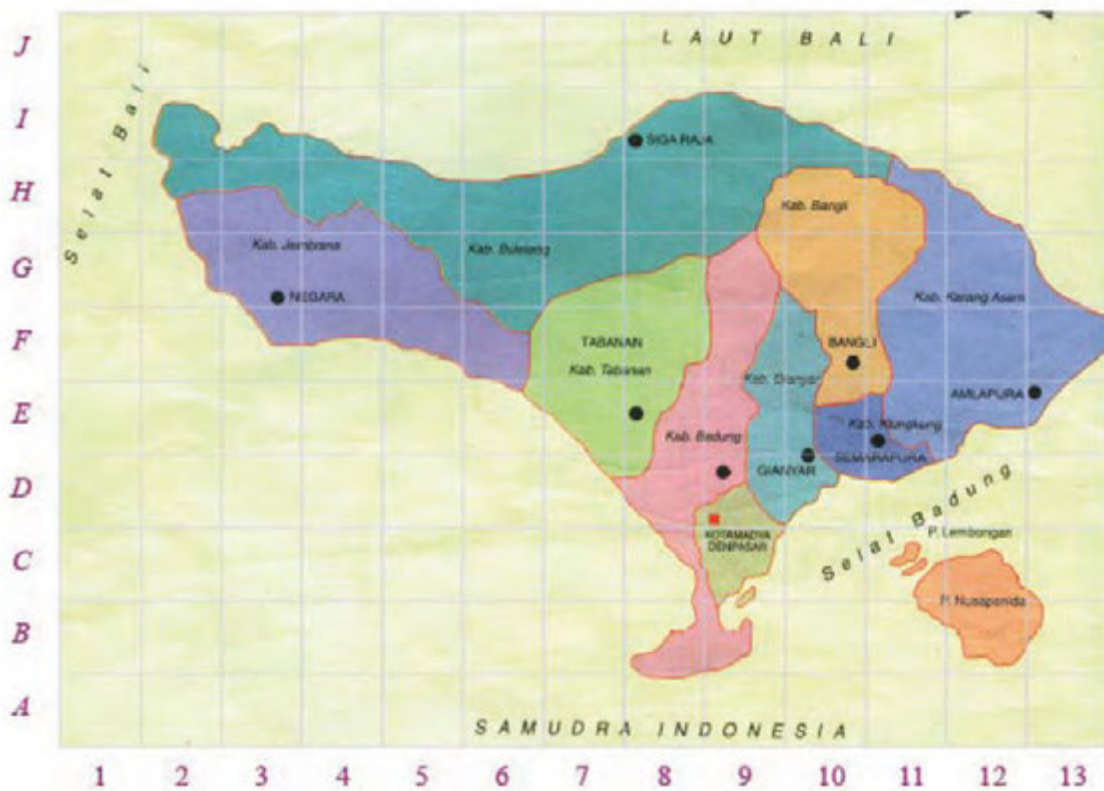 J
LAUT BALI
Selat Bali
I
SIGA RAJA
H
Kab. Bangli
Kab. Jembrana
Kab. Buleleng
G
Kab. Karang Asam
NEGARA
F
TABANAN
BANGLI
Kab. Tabanan
Kab. Gianyar
AMLAPURA
E
Kab. Badung
Kab. Klungkung
SEMARAPURA
GIANYAR
D
Selat Badung
KOTAMADYA
DENPASAR
P. Lembongan
C
P. Nusapenida
B
A
SAMUDRA INDONESIA
1 2 3 4 5 6 7 8 9 10 11 12 13